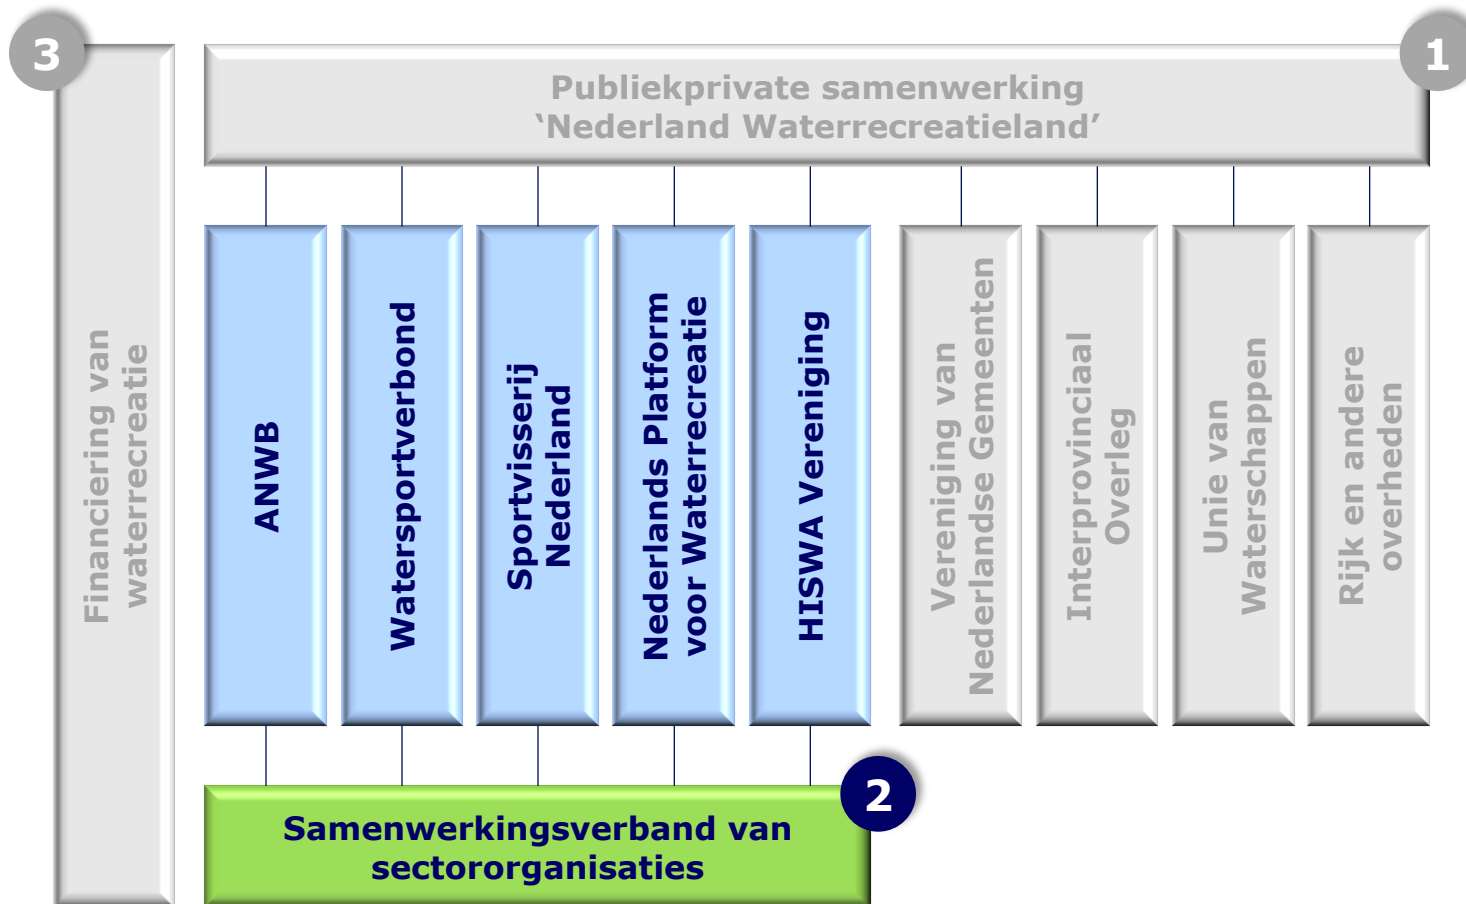 3
1
Publiekprivate samenwerking
‘Nederland Waterrecreatieland’
Financiering van
waterrecreatie
ANWB
Watersportverbond
Sportvisserij
Nederland
Nederlands Platform
voor Waterrecreatie
HISWA Vereniging
Vereniging van
Nederlandse Gemeenten
Interprovinciaal
Overleg
Unie van
Waterschappen
Rijk en andere
overheden
2
Samenwerkingsverband van
sectororganisaties